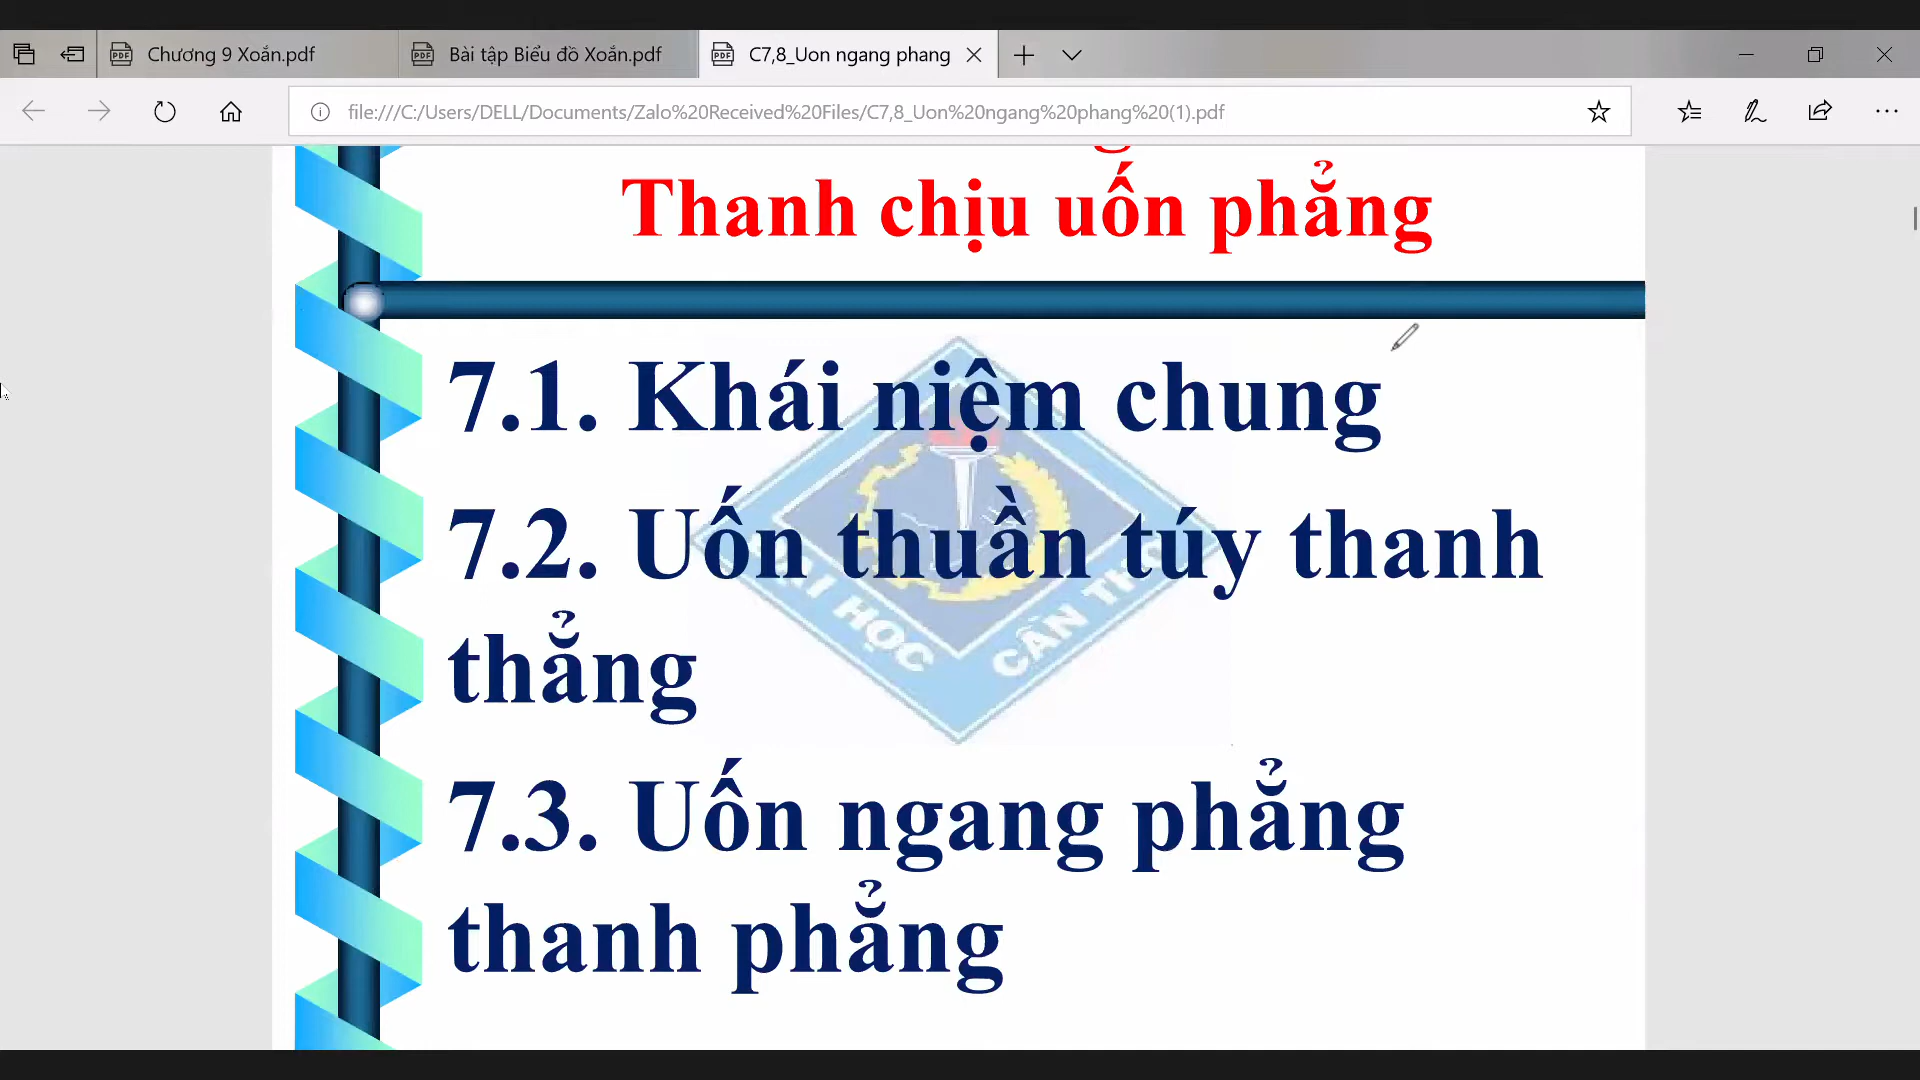 Chương 9 Xoắn.pdf
Bài tập Biểu đồ Xoắn.pdf
C7,8_Uon ngang phang
file:///C:/Users/DELL/Documents/Zalo%20Received%20Files/C7,8_Uon%20ngang%20phang%20(1).pdf
Thanh chịu uốn phẳng
7.1. Khái niệm chung
7.2. Uốn thuần túy thanh
thẳng
7.3. Uốn ngang phẳng
thanh phẳng
HỌC
CẦN